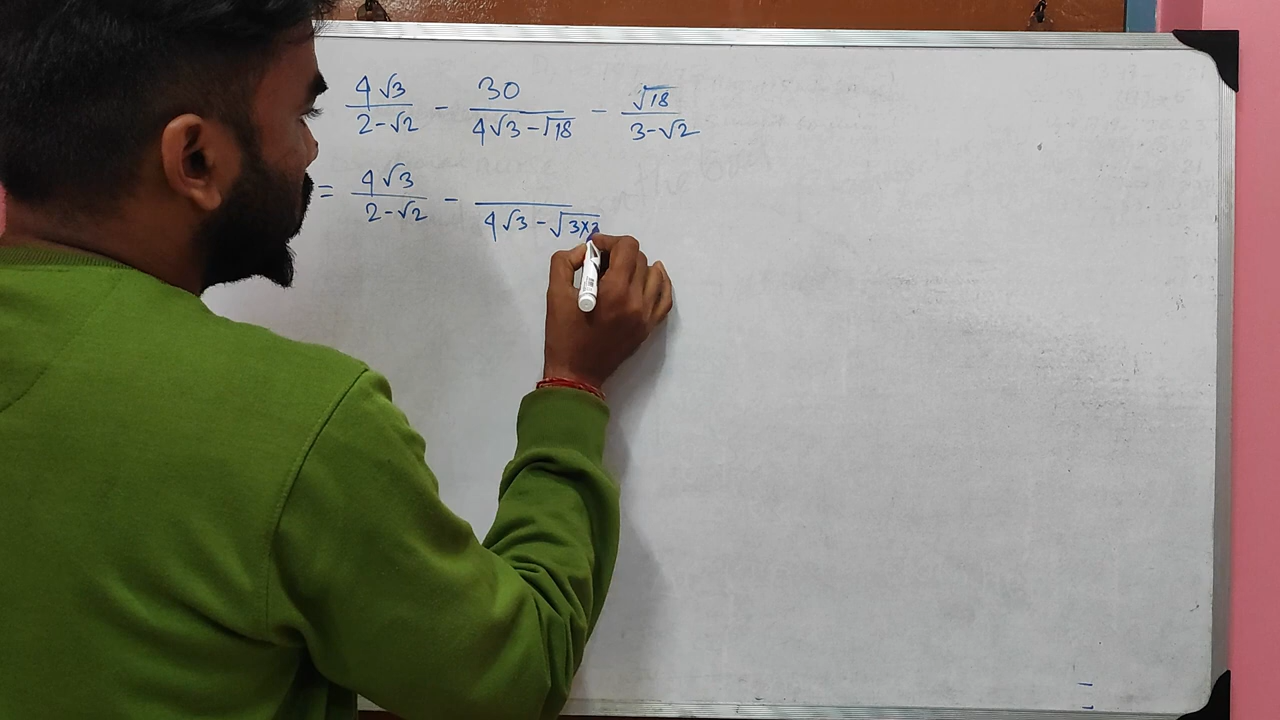 4√3/(2-√2) - 30/(4√3-√18) - √18/(3-√2)
= 4√3/(2-√2) - /(4√3-√(3×3